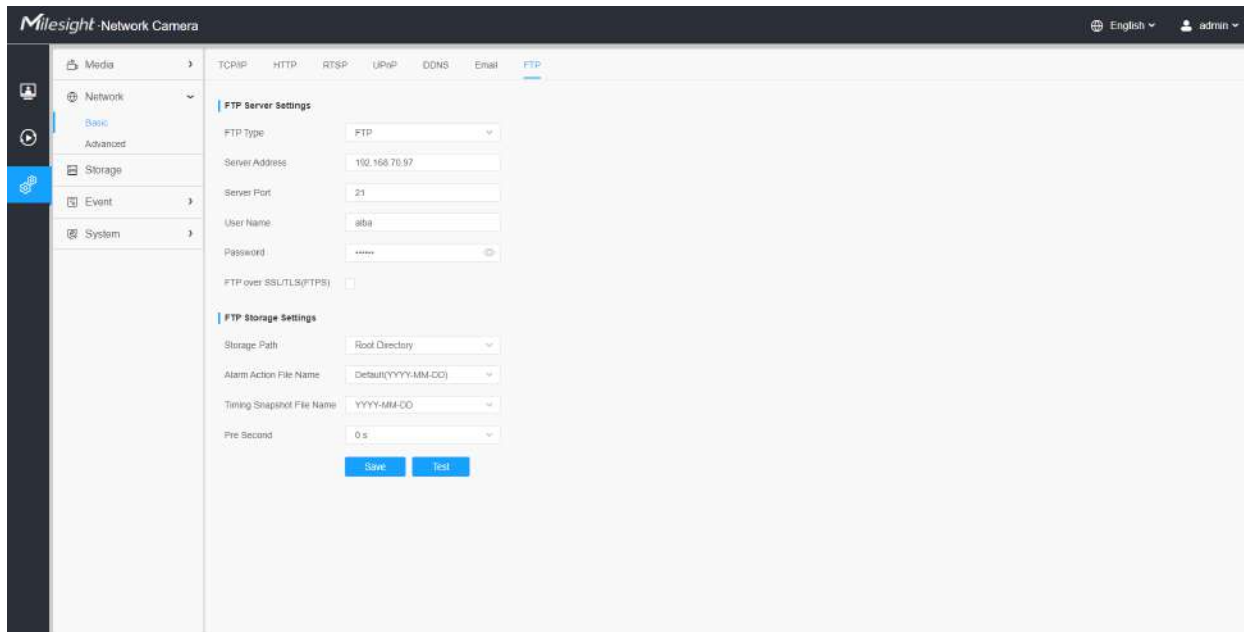 Milesight Network Camera
English
admin
Media
Network
Basic
Advanced
Storage
Event
System
TCP/IP HTTP RTSP UPnP DDNS Email FTP
FTP Server Settings
FTP Type FTP
Server Address 192.168.70.97
Server Port 21
User Name aiba
Password ••••••
FTP over SSL/TLS(FTPS)
FTP Storage Settings
Storage Path Root Directory
Alarm Action File Name Default(YYYY-MM-DD)
Timing Snapshot File Name YYYY-MM-DD
Pre Second 0 s
Save Test